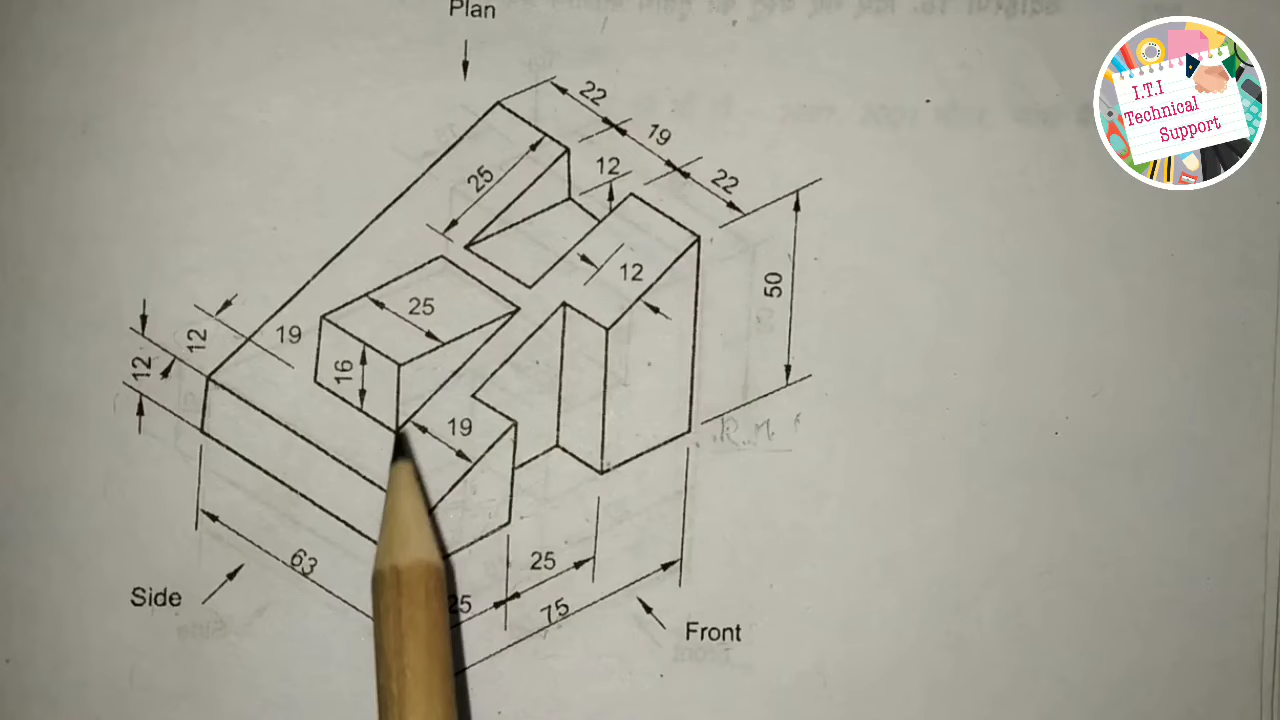 Plan
I.T.I
Technical
Support
22
19
22
12
25
12
50
25
12
19
12
16
19
63
Side
25
25
75
Front